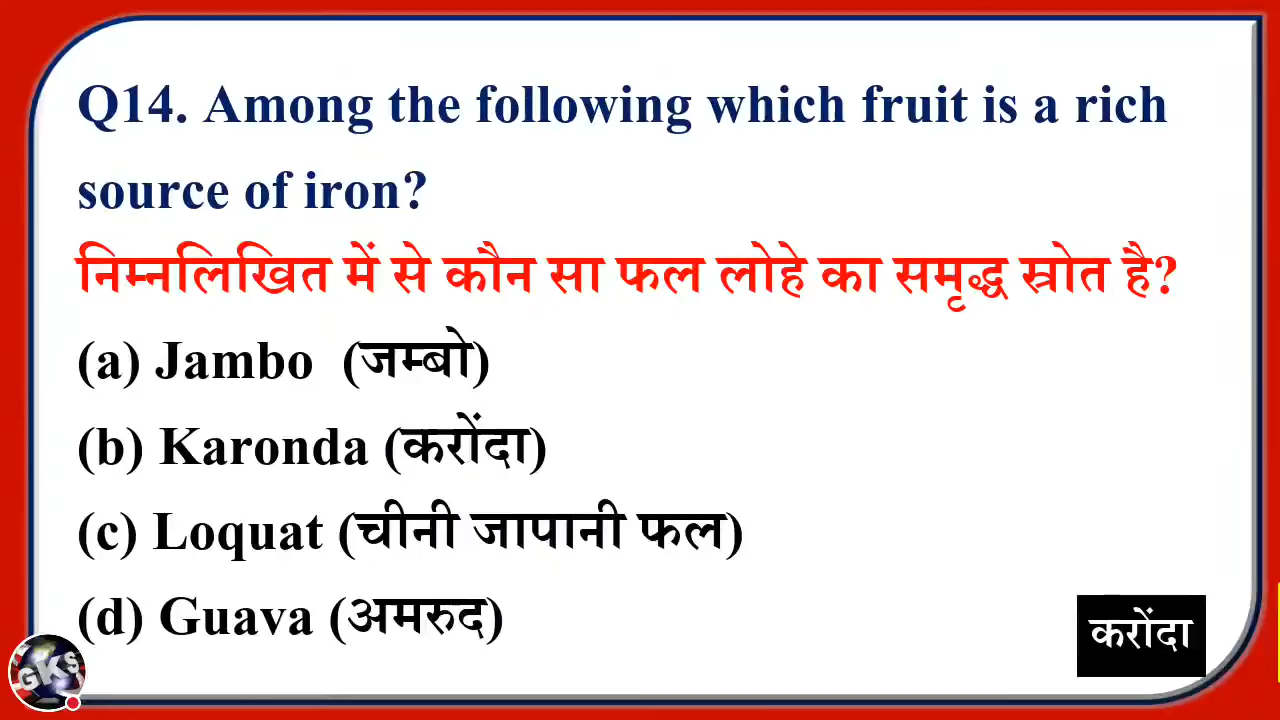 Q14. Among the following which fruit is a rich
source of iron?
निम्नलिखित में से कौन सा फल लोहे का समृद्ध स्रोत है?
(a) Jambo (जम्बो)
(b) Karonda (करोंदा)
(c) Loquat (चीनी जापानी फल)
(d) Guava (अमरुद)
करोंदा
GKS